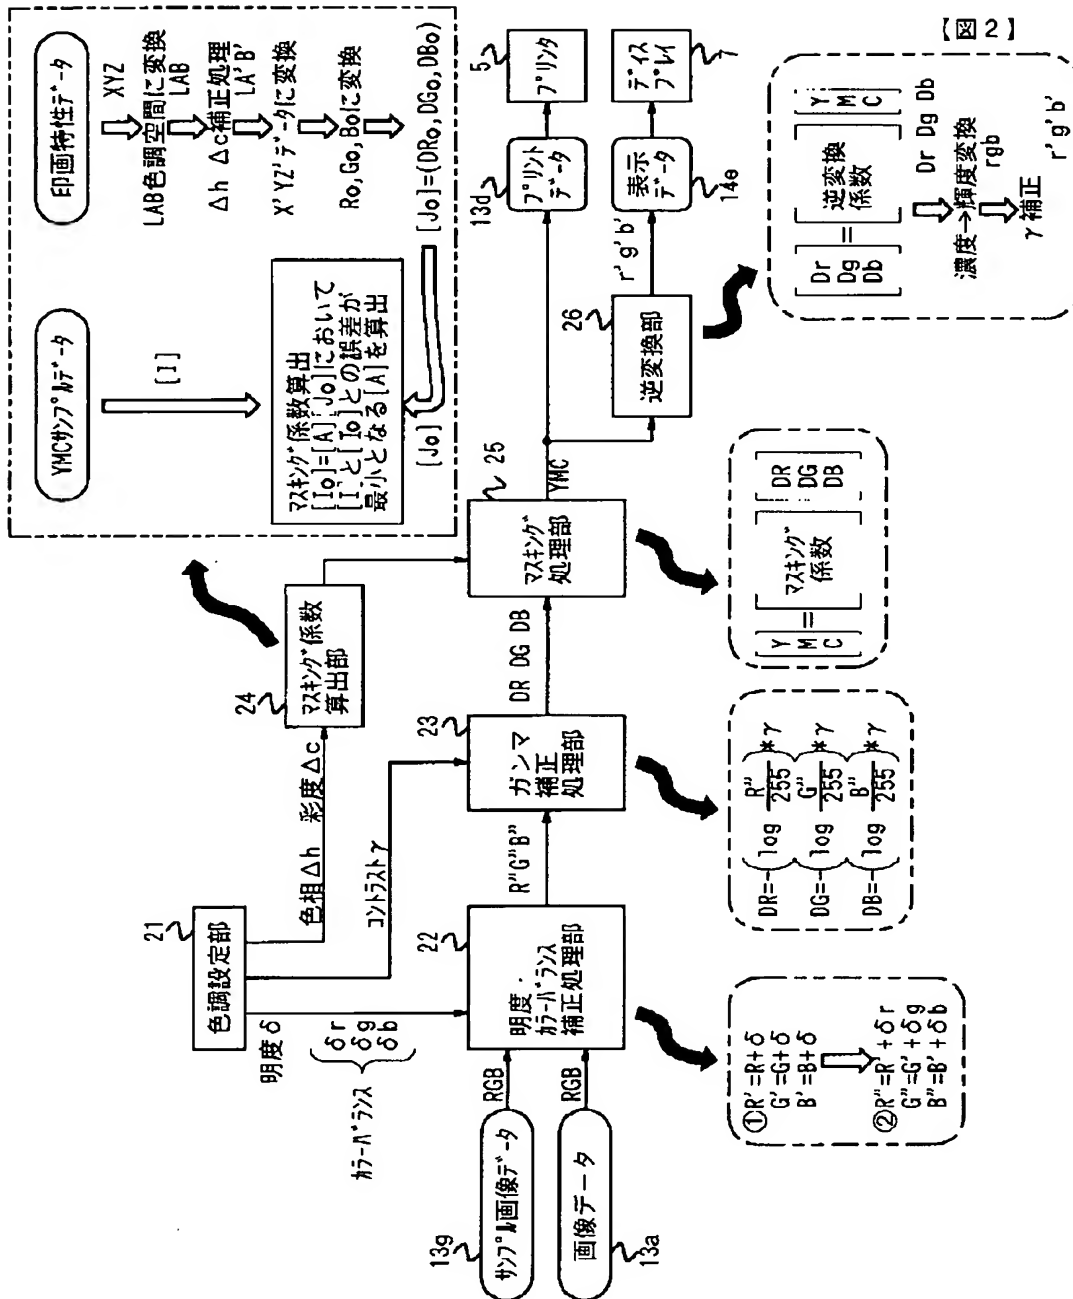 【図2】
印画特性データ
XYZ
LAB色調空間に変換
LAB
Δh Δc補正処理
LA'B'
X'YZ'データに変換
Ro,Go,Boに変換
[Jo]=(DRo,DGo,DBo)
YMCサンプルデータ
[I]
マスキング係数算出
[Io]=[A][Jo]において
[I]と[Io]との誤差が
最小となる[A]を算出
[Jo]
21
色調設定部
明度δ
カラーバランス
δr
δg
δb
コントラストγ
色相Δh 彩度Δc
24
マスキング係数
算出部
13g
サンプル画像データ
RGB
13a
画像データ
RGB
22
明度・
カラーバランス
補正処理部
R"G"B"
23
ガンマ
補正
処理部
DR DG DB
25
マスキング
処理部
YMC
26
逆変換部
r'g'b'
13d
プリント
データ
5
プリンタ
14e
表示
データ
7
ディス
プレイ
①R'=R+δ
G'=G+δ
B'=B+δ
②R"=R'+δr
G"=G'+δg
B"=B'+δb
DR=-log(R"/255)*γ
DG=-log(G"/255)*γ
DB=-log(B"/255)*γ
[Y M C]=[マスキング係数][DR DG DB]
[Dr Dg Db]=[逆変換係数][Y M C]
Dr Dg Db
濃度→輝度変換
rgb
γ補正
r'g'b'